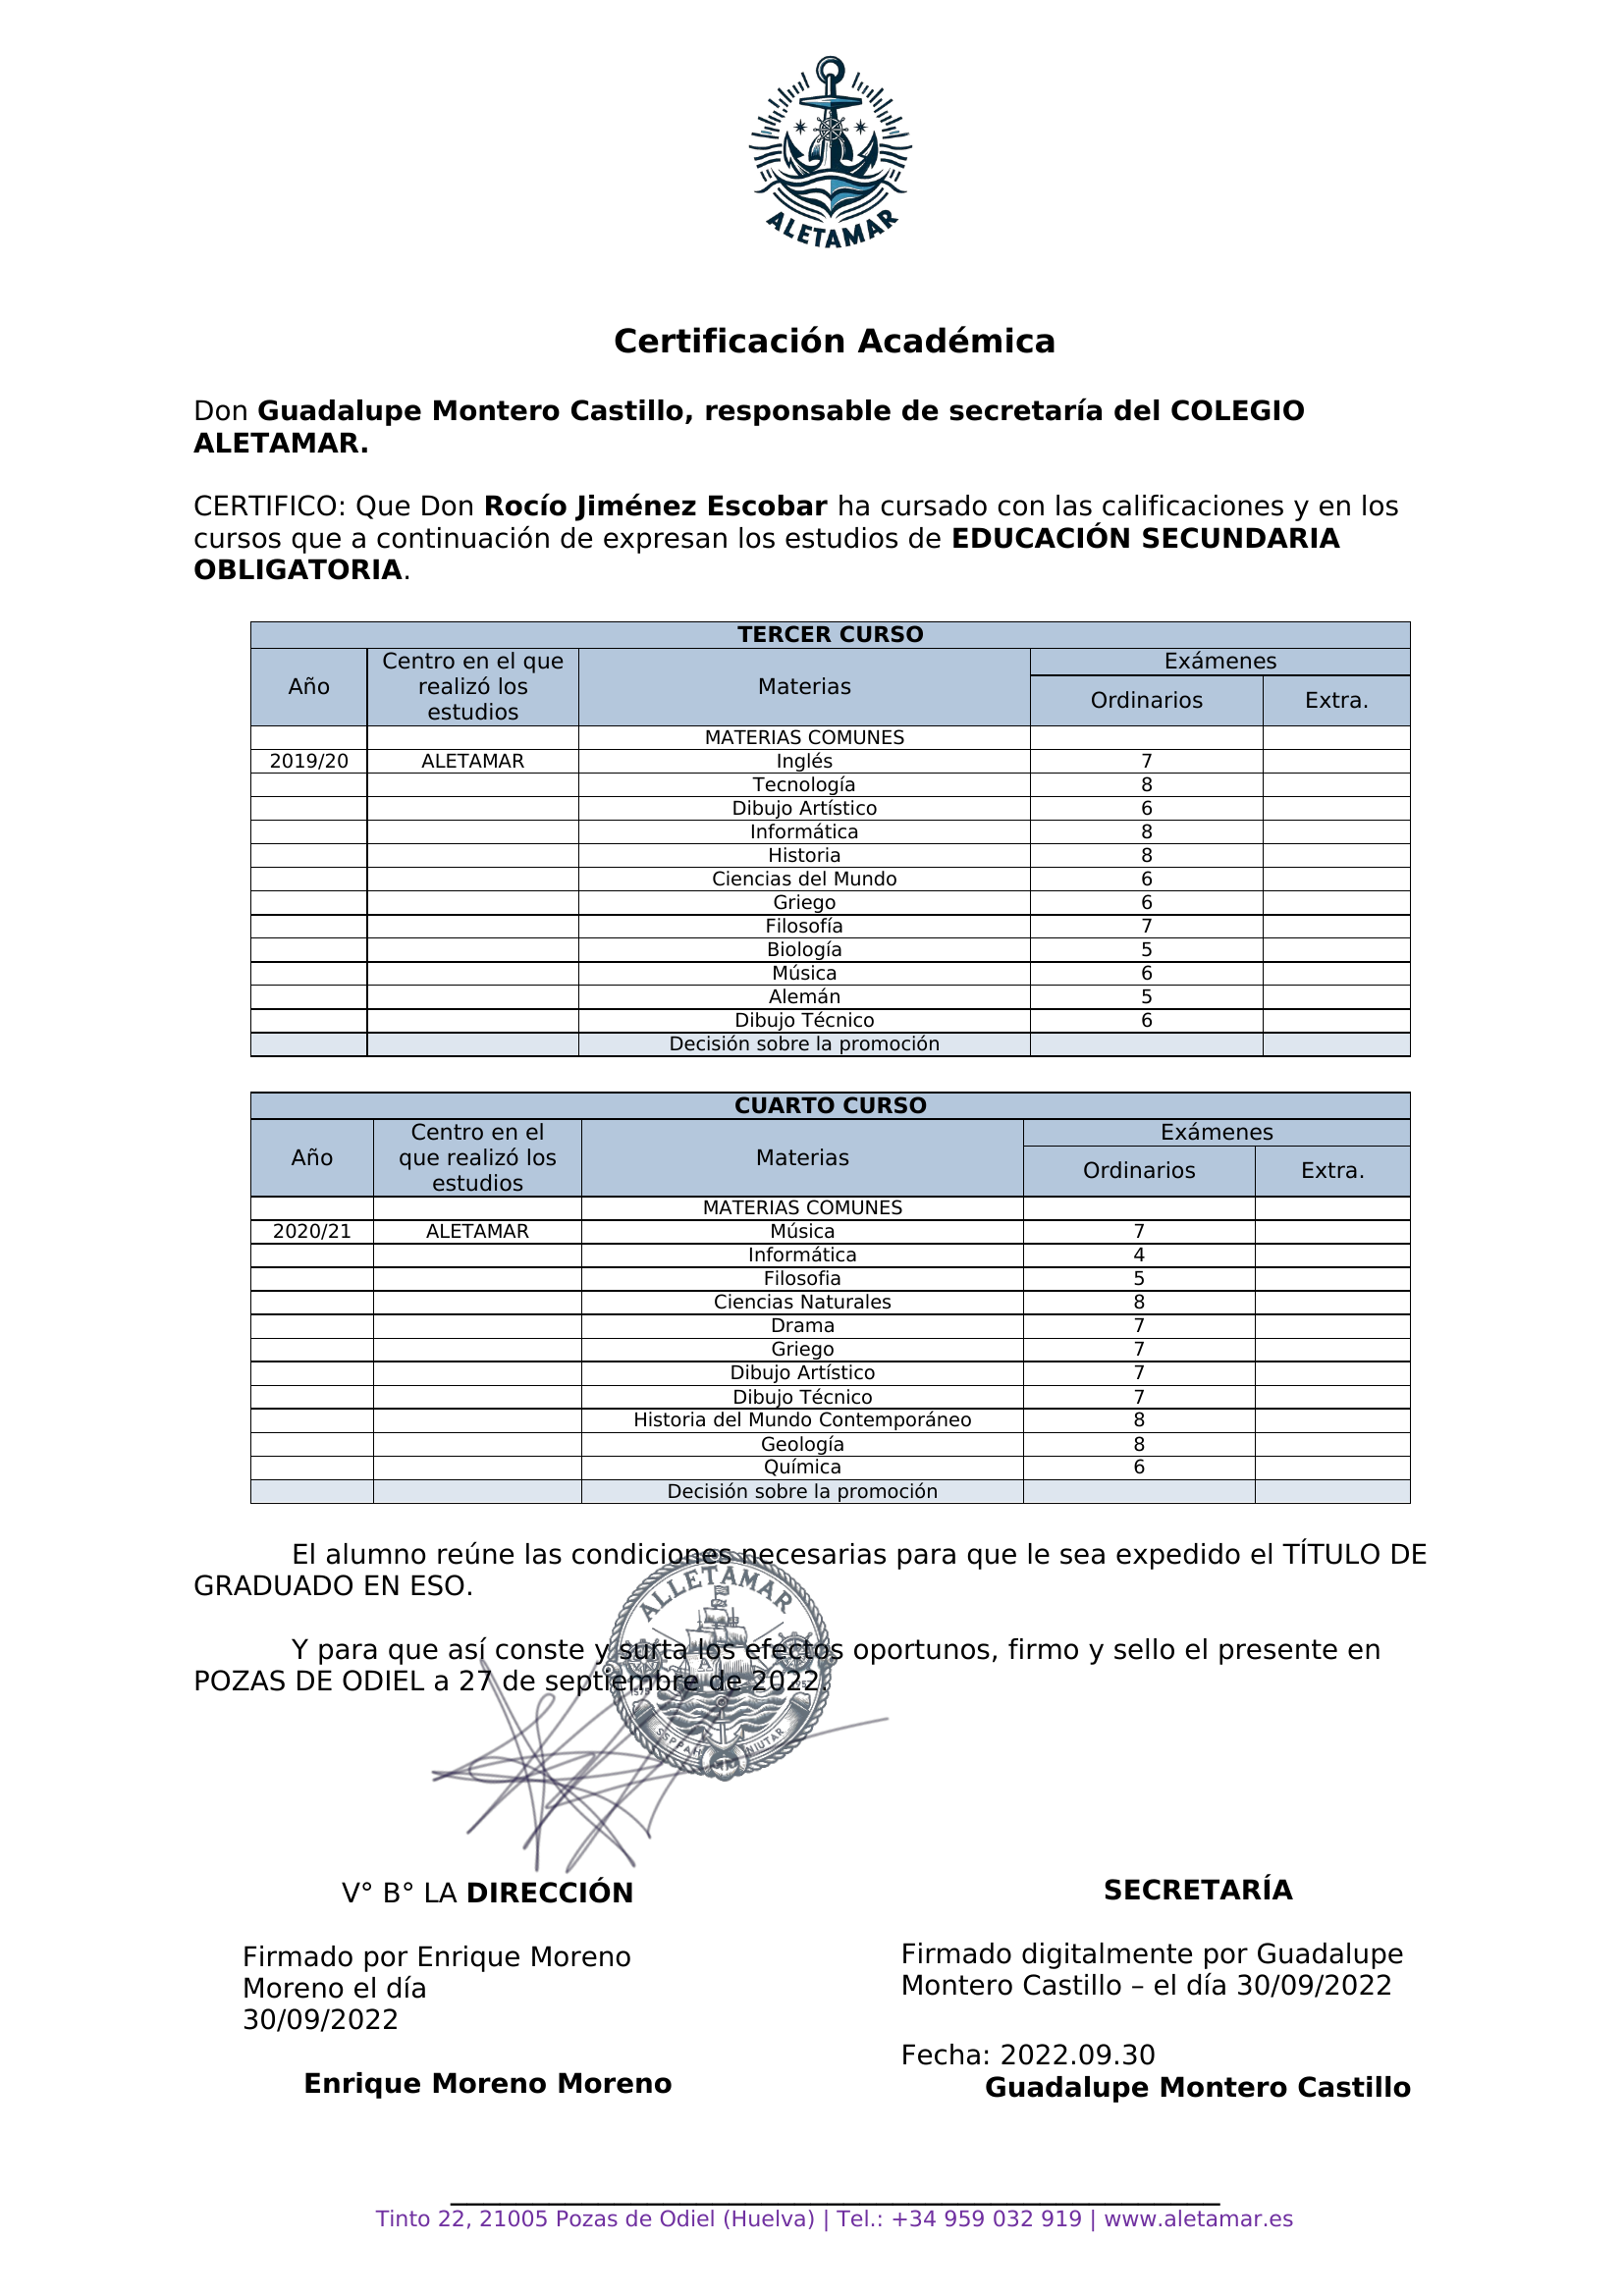 ALETAMAR
Certificación Académica
Don Guadalupe Montero Castillo, responsable de secretaría del COLEGIO
ALETAMAR.
CERTIFICO: Que Don Rocío Jiménez Escobar ha cursado con las calificaciones y en los
cursos que a continuación de expresan los estudios de EDUCACIÓN SECUNDARIA
OBLIGATORIA.
TERCER CURSO
Año Centro en el que realizó los estudios Materias Exámenes
Ordinarios Extra.
MATERIAS COMUNES
2019/20 ALETAMAR Inglés 7
Tecnología 8
Dibujo Artístico 6
Informática 8
Historia 8
Ciencias del Mundo 6
Griego 6
Filosofía 7
Biología 5
Música 6
Alemán 5
Dibujo Técnico 6
Decisión sobre la promoción
CUARTO CURSO
Año Centro en el que realizó los estudios Materias Exámenes
Ordinarios Extra.
MATERIAS COMUNES
2020/21 ALETAMAR Música 7
Informática 4
Filosofia 5
Ciencias Naturales 8
Drama 7
Griego 7
Dibujo Artístico 7
Dibujo Técnico 7
Historia del Mundo Contemporáneo 8
Geología 8
Química 6
Decisión sobre la promoción
El alumno reúne las condiciones necesarias para que le sea expedido el TÍTULO DE
GRADUADO EN ESO.
ALLETAMAR
Y para que así conste y surta los efectos oportunos, firmo y sello el presente en
POZAS DE ODIEL a 27 de septiembre de 2022.
V° B° LA DIRECCIÓN
Firmado por Enrique Moreno
Moreno el día
30/09/2022
Enrique Moreno Moreno
SECRETARÍA
Firmado digitalmente por Guadalupe
Montero Castillo – el día 30/09/2022
Fecha: 2022.09.30
Guadalupe Montero Castillo
Tinto 22, 21005 Pozas de Odiel (Huelva) | Tel.: +34 959 032 919 | www.aletamar.es